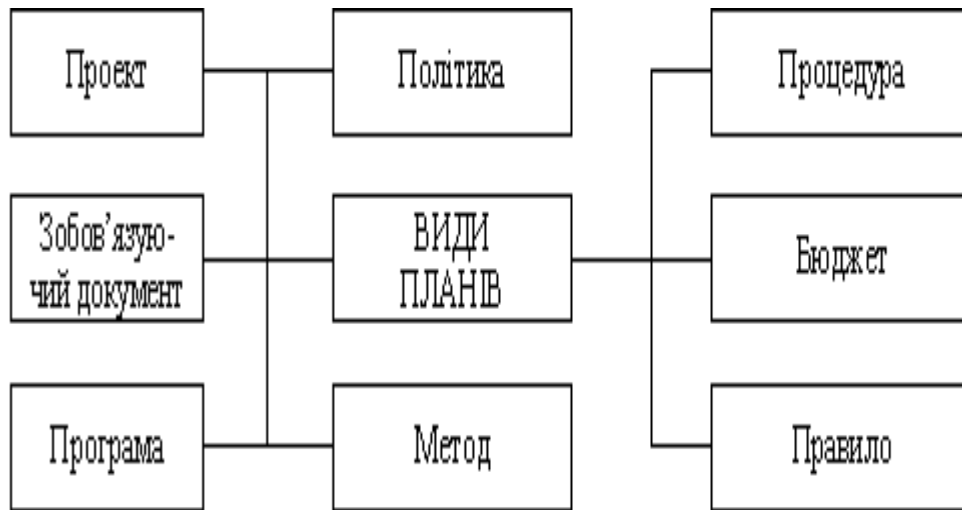 Проект
Політика
Процедура
Зобов’язую-
чий документ
ВИДИ
ПЛАНІВ
Бюджет
Програма
Метод
Правило